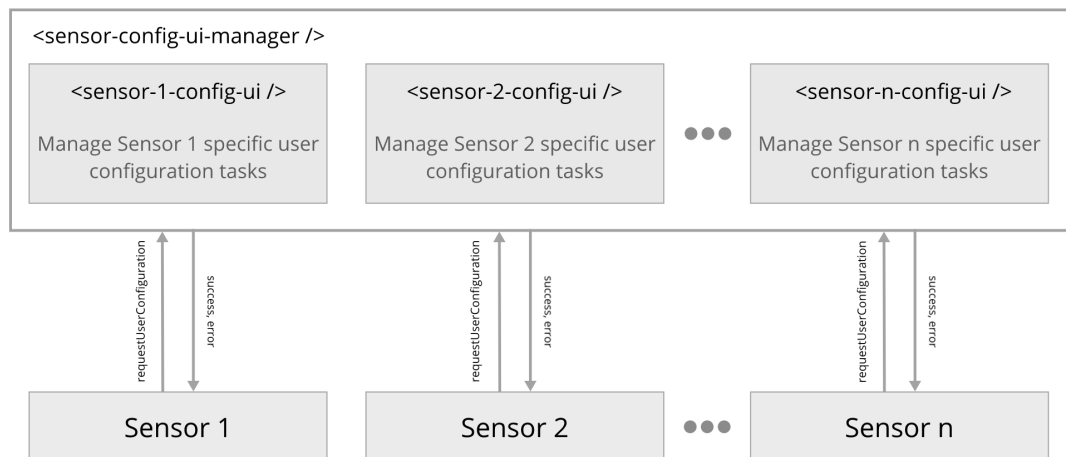 <sensor-config-ui-manager />
<sensor-1-config-ui />
Manage Sensor 1 specific user
configuration tasks
<sensor-2-config-ui />
Manage Sensor 2 specific user
configuration tasks
<sensor-n-config-ui />
Manage Sensor n specific user
configuration tasks
requestUserConfiguration
success, error
requestUserConfiguration
success, error
requestUserConfiguration
success, error
Sensor 1
Sensor 2
Sensor n